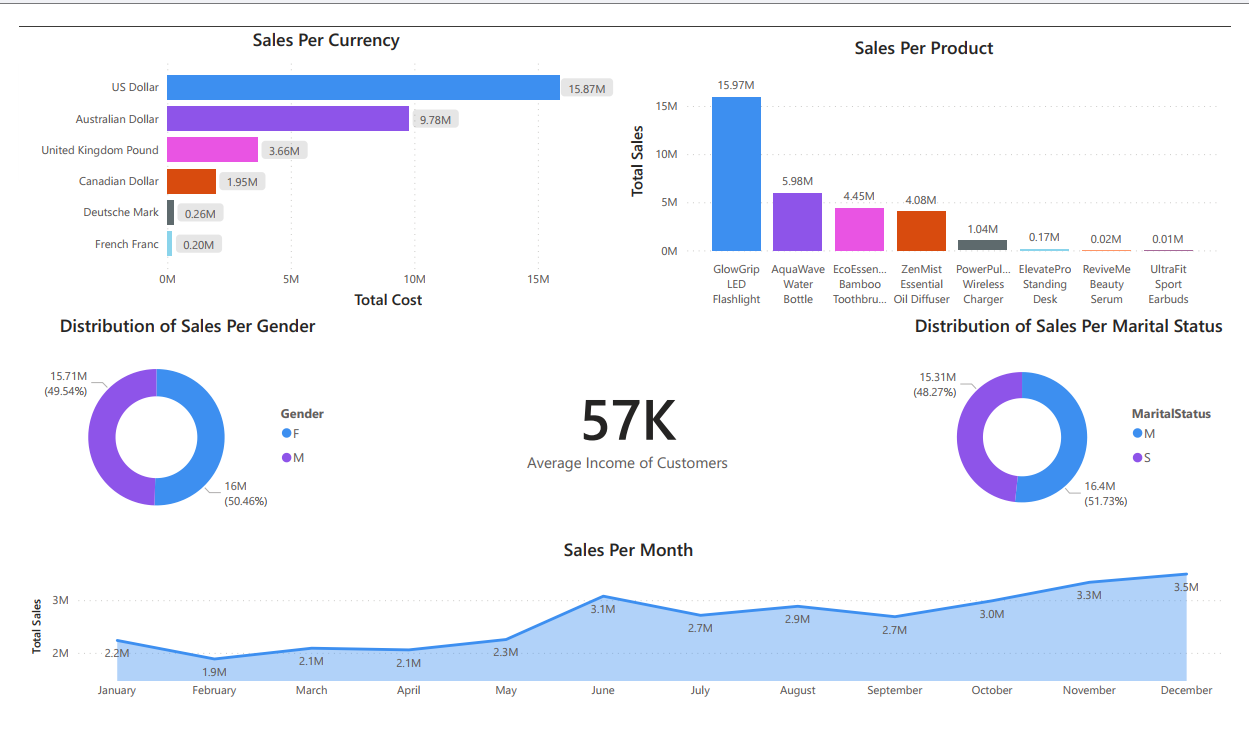 Sales Per Currency
US Dollar
15.87M
Australian Dollar
9.78M
United Kingdom Pound
3.66M
Canadian Dollar
1.95M
Deutsche Mark
0.26M
French Franc
0.20M
0M 5M 10M 15M
Total Cost
Sales Per Product
Total Sales
15M
10M
5M
0M
15.97M
5.98M
4.45M
4.08M
1.04M
0.17M
0.02M
0.01M
GlowGrip
LED
Flashlight
AquaWave
Water
Bottle
EcoEssen...
Bamboo
Toothbru...
ZenMist
Essential
Oil Diffuser
PowerPul...
Wireless
Charger
ElevatePro
Standing
Desk
ReviveMe
Beauty
Serum
UltraFit
Sport
Earbuds
Distribution of Sales Per Gender
15.71M
(49.54%)
16M
(50.46%)
Gender
F
M
57K
Average Income of Customers
Distribution of Sales Per Marital Status
15.31M
(48.27%)
16.4M
(51.73%)
MaritalStatus
M
S
Sales Per Month
Total Sales
3M
2M
2.2M
1.9M
2.1M
2.1M
2.3M
3.1M
2.7M
2.9M
2.7M
3.0M
3.3M
3.5M
January February March April May June July August September October November December